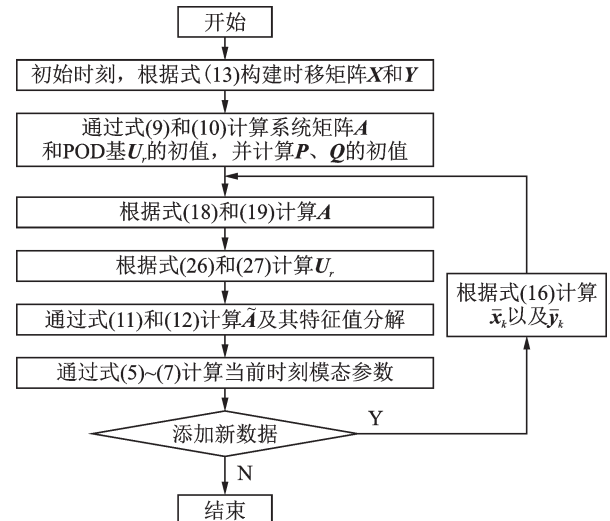 开始
初始时刻，根据式(13)构建时移矩阵X和Y
通过式(9)和(10)计算系统矩阵A
和POD基Uᵣ的初值，并计算P、Q的初值
根据式(18)和(19)计算A
根据式(26)和(27)计算Uᵣ
根据式(16)计算
x̄ₖ以及ȳₖ
通过式(11)和(12)计算Ã及其特征值分解
通过式(5)~(7)计算当前时刻模态参数
添加新数据
Y
N
结束